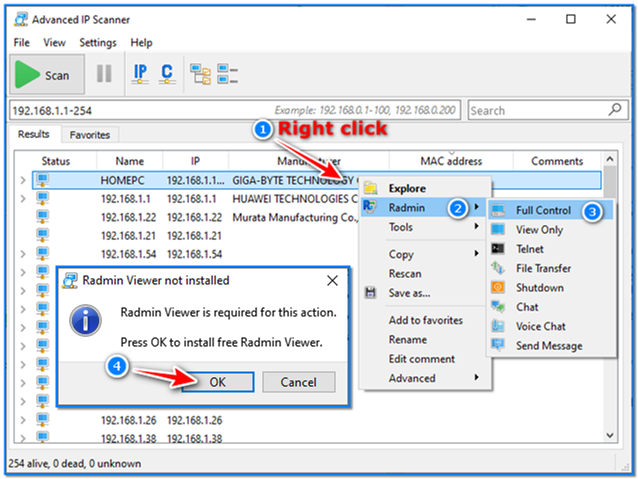 Advanced IP Scanner
File View Settings Help
Scan
IP C
192.168.1.1-254
Example: 192.168.0.1-100, 192.168.0.200
Search
1 Right click
Results Favorites
Status Name IP Manufacturer MAC address Comments
HOMEPC 192.168.1.1... GIGA-BYTE TECHNOLOGY C
192.168.1.1 192.168.1.1 HUAWEI TECHNOLOGIES C
192.168.1.22 192.168.1.22 Murata Manufacturing Co.,
192.168.1.21 192.168.1.21
192.168.1.54 192.168.1.54
192.168.1.26 192.168.1.26
192.168.1.38 192.168.1.38
Explore
Radmin 2
Tools
Copy
Rescan
Save as...
Add to favorites
Rename
Edit comment
Advanced
Full Control 3
View Only
Telnet
File Transfer
Shutdown
Chat
Voice Chat
Send Message
Radmin Viewer not installed
Radmin Viewer is required for this action.
Press OK to install free Radmin Viewer.
4
OK Cancel
254 alive, 0 dead, 0 unknown